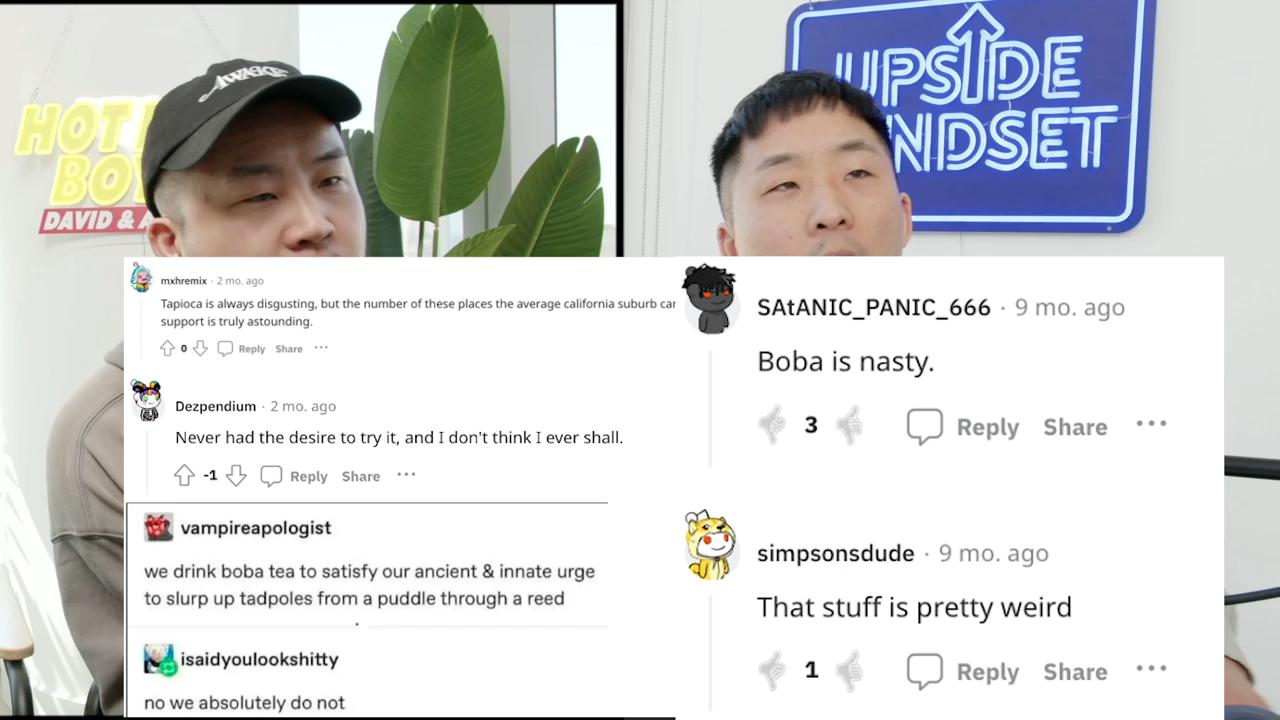 AWAKE
HOT
BOY
DAVID & A
UPSIDE
NDSET
mxhremix · 2 mo. ago
Tapioca is always disgusting, but the number of these places the average california suburb can
support is truly astounding.
0 Reply Share ...
Dezpendium · 2 mo. ago
Never had the desire to try it, and I don't think I ever shall.
-1 Reply Share ...
vampireapologist
we drink boba tea to satisfy our ancient & innate urge
to slurp up tadpoles from a puddle through a reed
isaidyoulookshitty
no we absolutely do not
SAtANIC_PANIC_666 · 9 mo. ago
Boba is nasty.
3 Reply Share ...
simpsonsdude · 9 mo. ago
That stuff is pretty weird
1 Reply Share ...